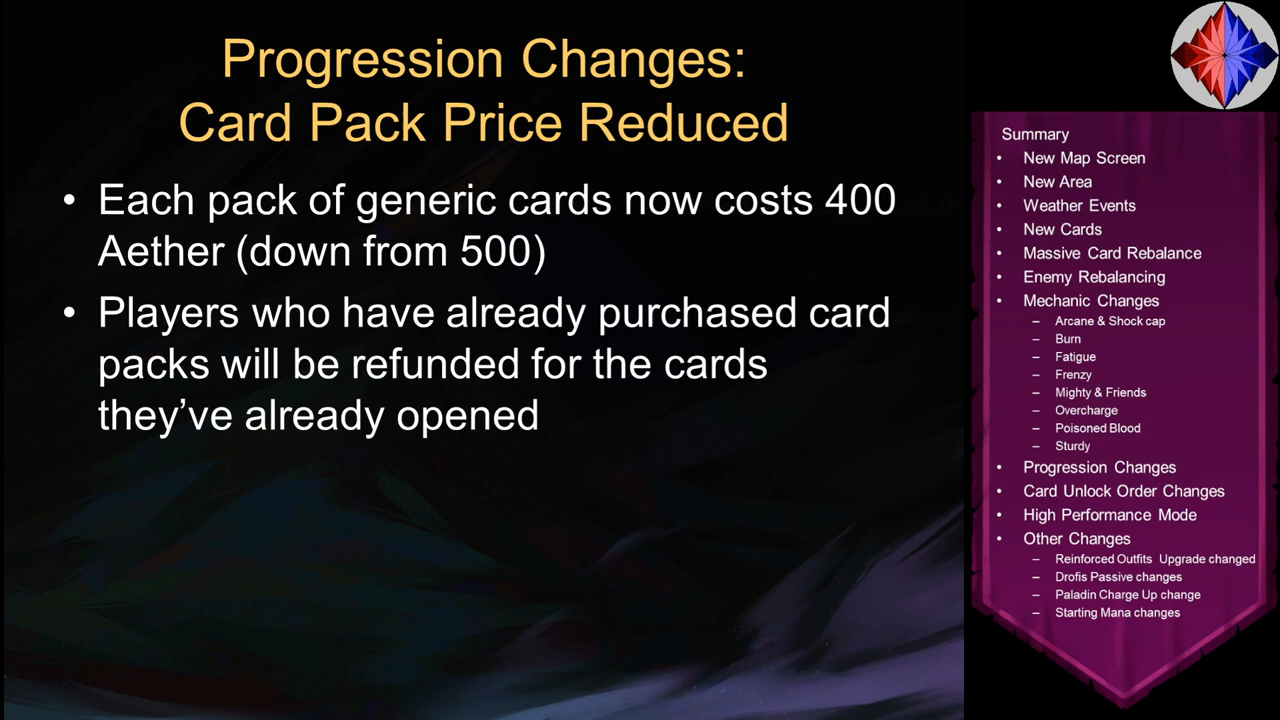 Progression Changes:
Card Pack Price Reduced
• Each pack of generic cards now costs 400
Aether (down from 500)
• Players who have already purchased card
packs will be refunded for the cards
they’ve already opened
Summary
• New Map Screen
• New Area
• Weather Events
• New Cards
• Massive Card Rebalance
• Enemy Rebalancing
• Mechanic Changes
– Arcane & Shock cap
– Burn
– Fatigue
– Frenzy
– Mighty & Friends
– Overcharge
– Poisoned Blood
– Sturdy
• Progression Changes
• Card Unlock Order Changes
• High Performance Mode
• Other Changes
– Reinforced Outfits Upgrade changed
– Drofis Passive changes
– Paladin Charge Up change
– Starting Mana changes